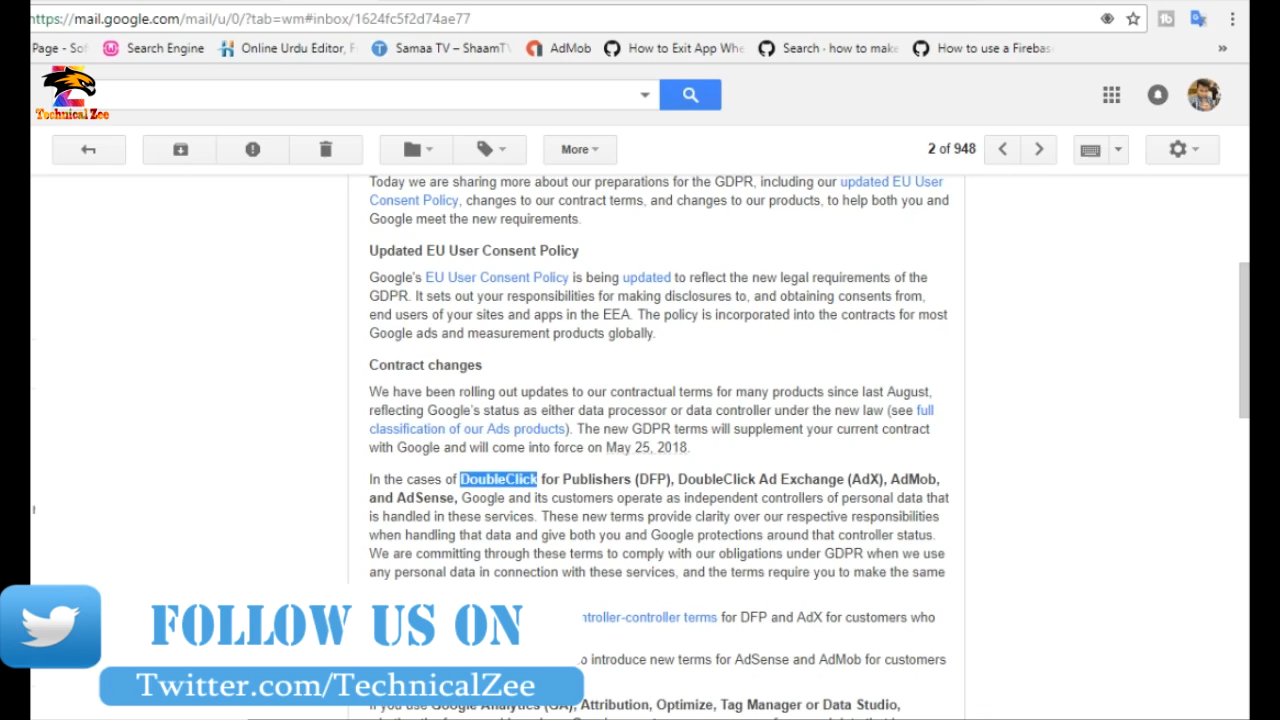 https://mail.google.com/mail/u/0/?tab=wm#inbox/1624fc5f2d74ae77
Page - Sof Search Engine Online Urdu Editor, F Samaa TV – ShaamTV AdMob How to Exit App Whe Search · how to make How to use a Firebase »
Technical Zee
More 2 of 948
Today we are sharing more about our preparations for the GDPR, including our updated EU User
Consent Policy, changes to our contract terms, and changes to our products, to help both you and
Google meet the new requirements.
Updated EU User Consent Policy
Google's EU User Consent Policy is being updated to reflect the new legal requirements of the
GDPR. It sets out your responsibilities for making disclosures to, and obtaining consents from,
end users of your sites and apps in the EEA. The policy is incorporated into the contracts for most
Google ads and measurement products globally.
Contract changes
We have been rolling out updates to our contractual terms for many products since last August,
reflecting Google's status as either data processor or data controller under the new law (see full
classification of our Ads products). The new GDPR terms will supplement your current contract
with Google and will come into force on May 25, 2018.
In the cases of DoubleClick for Publishers (DFP), DoubleClick Ad Exchange (AdX), AdMob,
and AdSense, Google and its customers operate as independent controllers of personal data that
is handled in these services. These new terms provide clarity over our respective responsibilities
when handling that data and give both you and Google protections around that controller status.
We are committing through these terms to comply with our obligations under GDPR when we use
any personal data in connection with these services, and the terms require you to make the same
ntroller-controller terms for DFP and AdX for customers who
o introduce new terms for AdSense and AdMob for customers
If you use Google Analytics (GA), Attribution, Optimize, Tag Manager or Data Studio,
FOLLOW US ON
Twitter.com/TechnicalZee